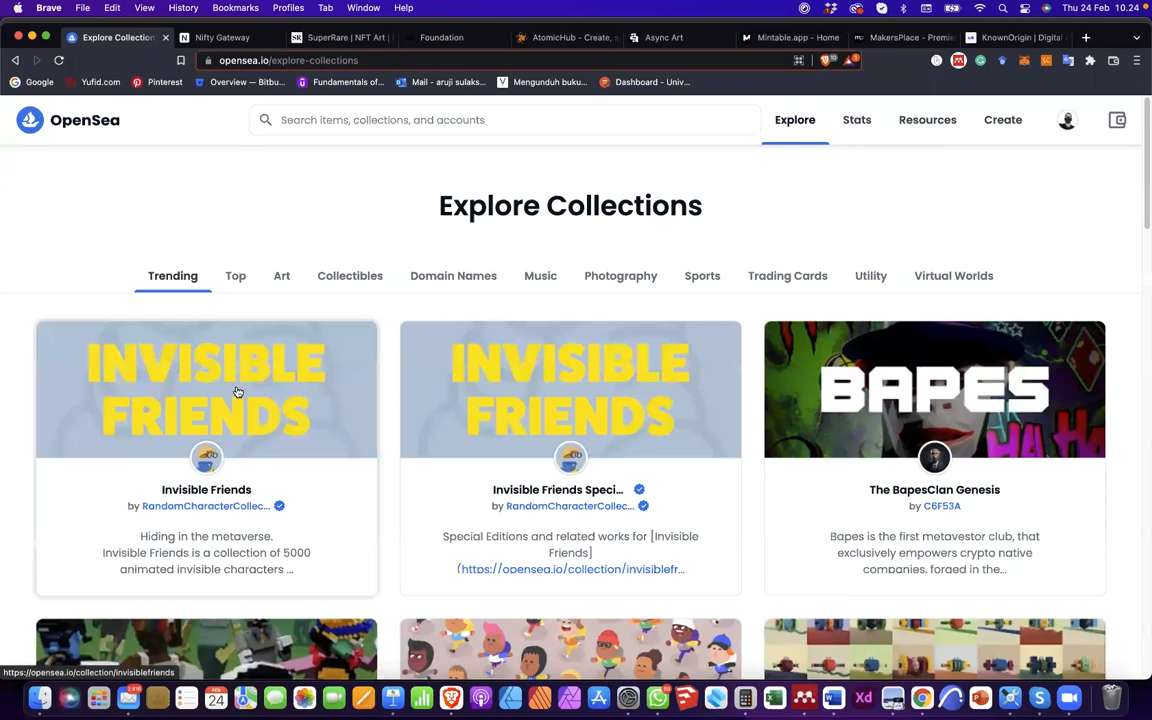 Brave File Edit View History Bookmarks Profiles Tab Window Help Thu 24 Feb 10.24
Explore Collection Nifty Gateway SuperRare | NFT Art | Foundation AtomicHub - Create, s Async Art Mintable.app - Home MakersPlace - Premie KnownOrigin | Digital
opensea.io/explore-collections
Google Yufid.com Pinterest Overview — Bitbu... Fundamentals of... Mail - aruji sulaks... Mengunduh buku... Dashboard - Univ...
OpenSea Search items, collections, and accounts Explore Stats Resources Create
Explore Collections
Trending Top Art Collectibles Domain Names Music Photography Sports Trading Cards Utility Virtual Worlds
INVISIBLE
FRIENDS
Invisible Friends
by RandomCharacterCollec...
Hiding in the metaverse.
Invisible Friends is a collection of 5000
animated invisible characters ...
INVISIBLE
FRIENDS
Invisible Friends Speci...
by RandomCharacterCollec...
Special Editions and related works for [Invisible
Friends]
(https://opensea.io/collection/invisiblefr...
BAPES
HA HA
The BapesClan Genesis
by C6F53A
Bapes is the first metavestor club, that
exclusively empowers crypto native
companies, forged in the...
https://opensea.io/collection/invisiblefriends